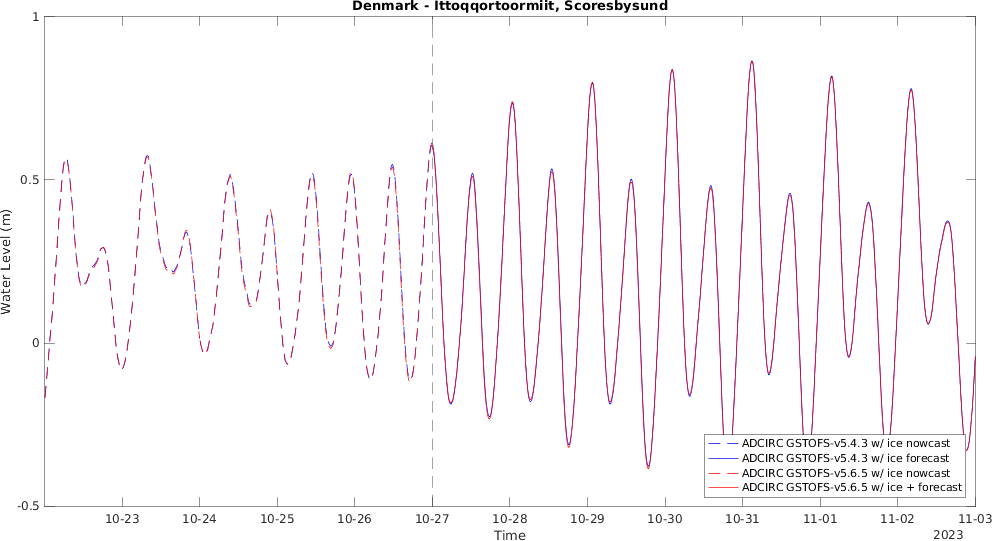 Denmark - Ittoqqortoormiit, Scoresbysund
1
0.5
0
-0.5
Water Level (m)
ADCIRC GSTOFS-v5.4.3 w/ ice nowcast
ADCIRC GSTOFS-v5.4.3 w/ ice forecast
ADCIRC GSTOFS-v5.6.5 w/ ice nowcast
ADCIRC GSTOFS-v5.6.5 w/ ice + forecast
10-23 10-24 10-25 10-26 10-27 10-28 10-29 10-30 10-31 11-01 11-02 11-03
Time
2023